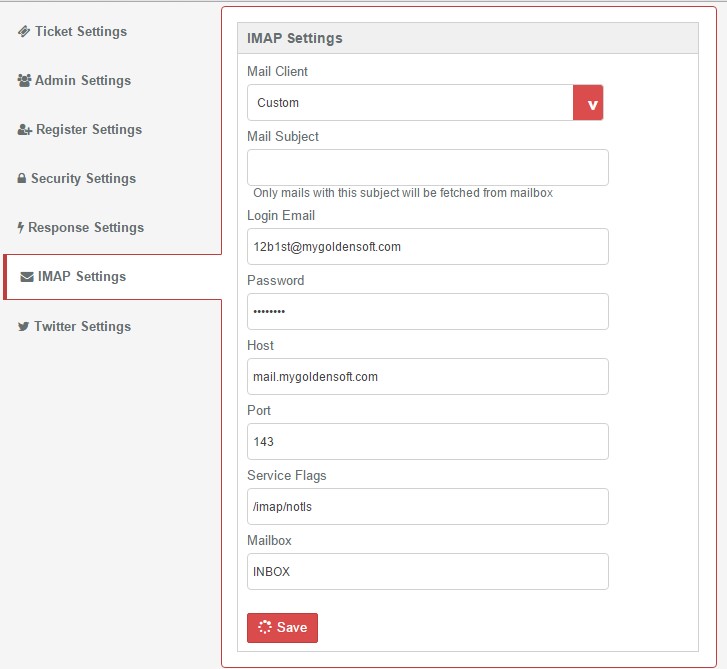 Ticket Settings
Admin Settings
Register Settings
Security Settings
Response Settings
IMAP Settings
Twitter Settings
IMAP Settings
Mail Client
Custom
v
Mail Subject
Only mails with this subject will be fetched from mailbox
Login Email
12b1st@mygoldensoft.com
Password
••••••••
Host
mail.mygoldensoft.com
Port
143
Service Flags
/imap/notls
Mailbox
INBOX
Save